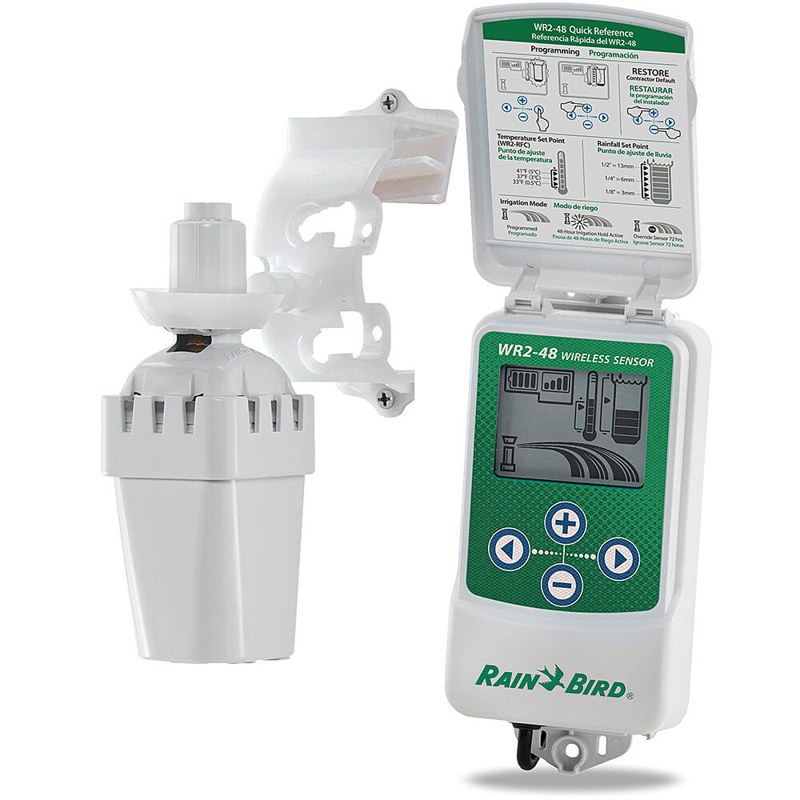 WR2-48 Quick Reference
Referencia Rápida del WR2-48
Programming Programación
RESTORE
Contractor Default
RESTAURAR
la programación
del instalador
Temperature Set Point
(WR2-RFC)
Punto de ajuste
de la temperatura
41°F (5°C)
37°F (3°C)
33°F (0.5°C)
Rainfall Set Point
Punto de ajuste de lluvia
1/2" = 13mm
1/4" = 6mm
1/8" = 3mm
Irrigation Mode Modo de riego
Programmed
Programado
48-Hour Irrigation Hold Active
Pausa de 48-Horas de Riego Activa
Override Sensor 72 hrs.
Ignorar Sensor 72 horas
WR2-48 WIRELESS SENSOR
RAIN BIRD®